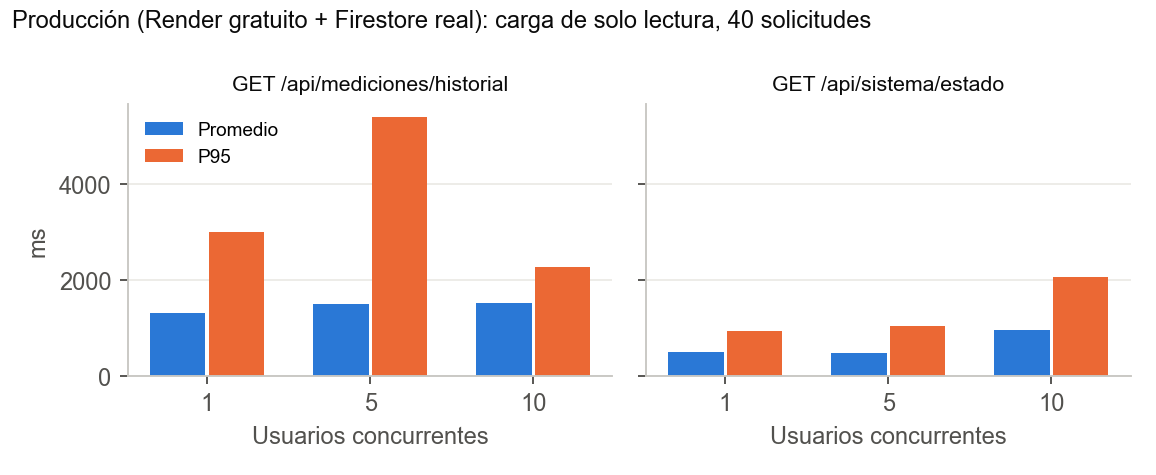 Producción (Render gratuito + Firestore real): carga de solo lectura, 40 solicitudes
GET /api/mediciones/historial
Promedio
P95
ms
4000
2000
0
1
5
10
Usuarios concurrentes
GET /api/sistema/estado
1
5
10
Usuarios concurrentes